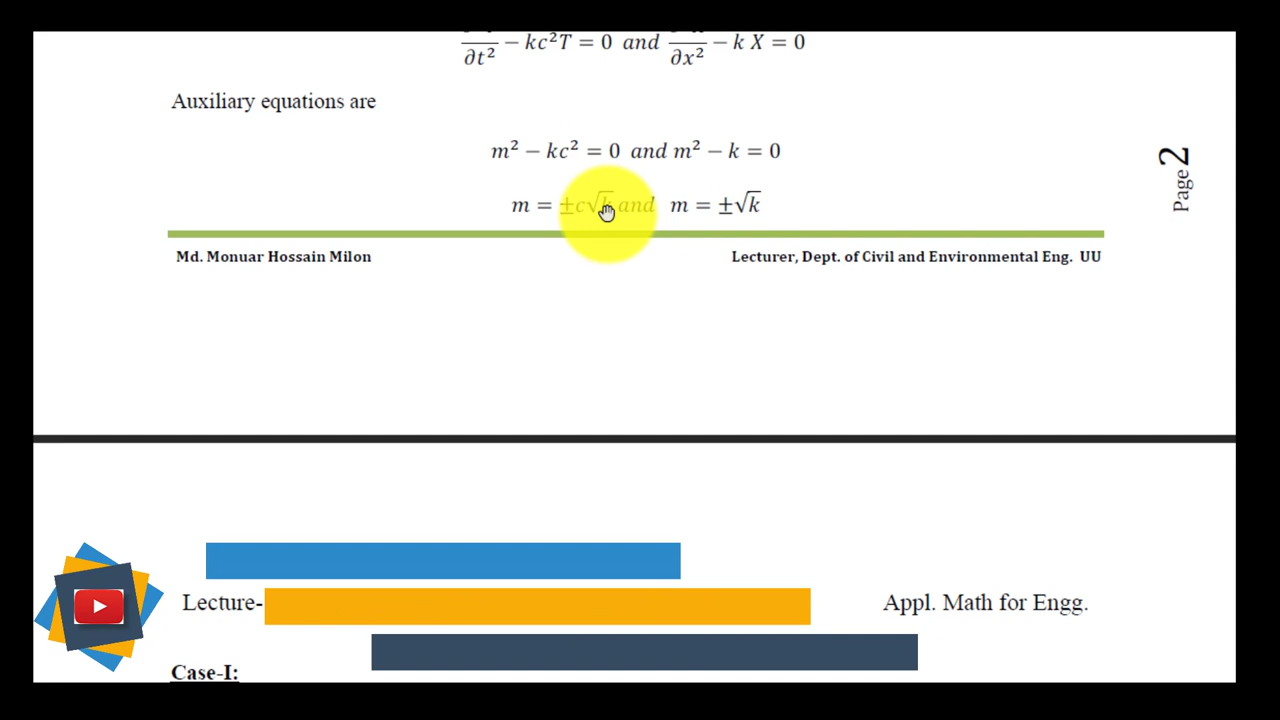 ∂t² − kc²T = 0 and ∂x² − k X = 0
Auxiliary equations are
m² − kc² = 0 and m² − k = 0
m = ±c√k and m = ±√k
Page 2
Md. Monuar Hossain Milon Lecturer, Dept. of Civil and Environmental Eng. UU
Lecture- Appl. Math for Engg.
Case-I: